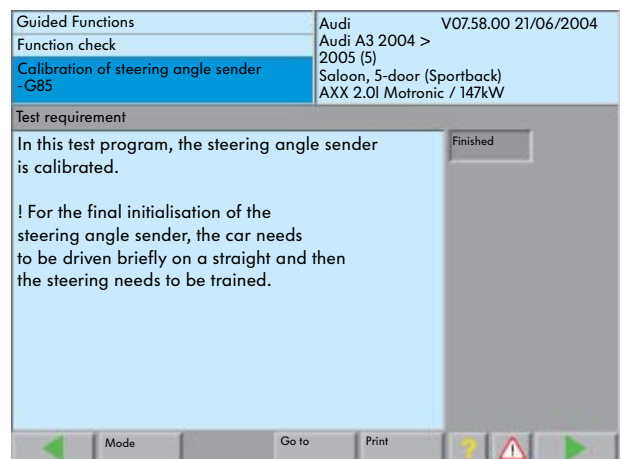 Guided Functions
Function check
Calibration of steering angle sender
-G85
Audi V07.58.00 21/06/2004
Audi A3 2004 >
2005 (5)
Saloon, 5-door (Sportback)
AXX 2.0l Motronic / 147kW
Test requirement
In this test program, the steering angle sender
is calibrated.
! For the final initialisation of the
steering angle sender, the car needs
to be driven briefly on a straight and then
the steering needs to be trained.
Finished
Mode
Go to
Print
?
!